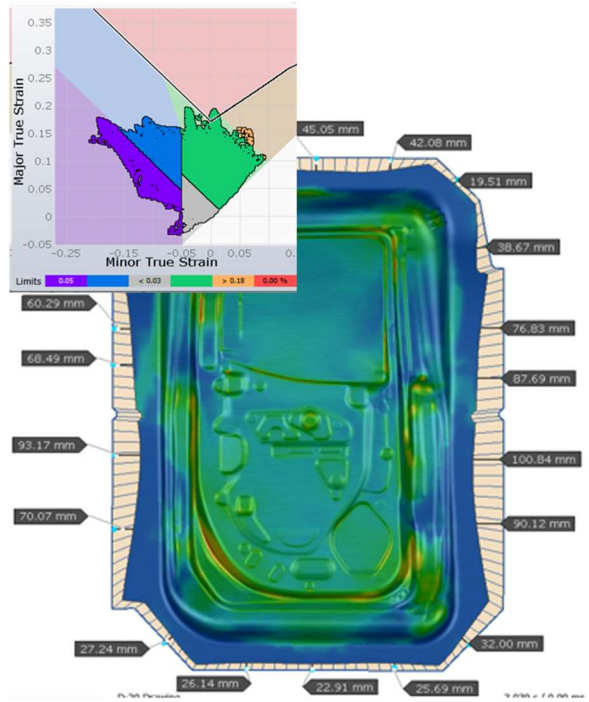 0.35
0.3
0.25
0.2
0.15
0.1
0.05
0
-0.05
Major True Strain
-0.25
-0.15
-0.05
0.05
0.
Minor True Strain
Limits 0.05 < 0.03 > 0.18 0.00 %
45.05 mm
42.08 mm
19.51 mm
38.67 mm
60.29 mm
76.83 mm
68.49 mm
87.69 mm
93.17 mm
100.84 mm
70.07 mm
90.12 mm
27.24 mm
32.00 mm
26.14 mm
22.91 mm
25.69 mm
Drawing